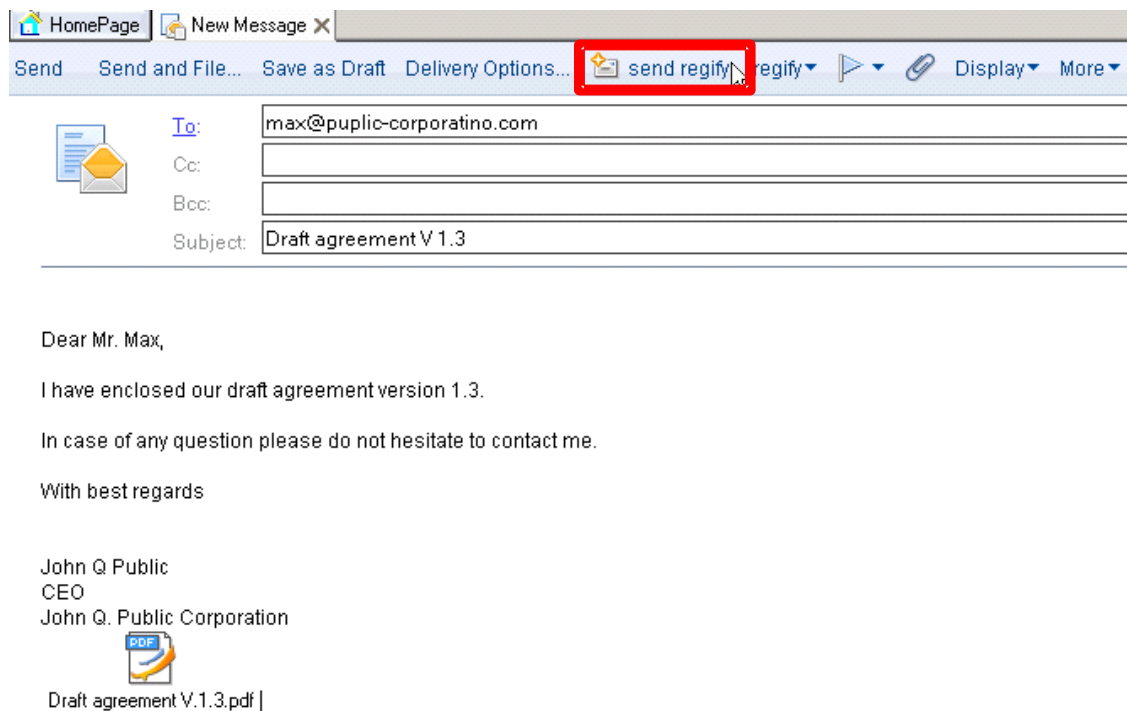 HomePage New Message
Send Send and File... Save as Draft Delivery Options... send regify regify Display More
To: max@puplic-corporatino.com
Cc:
Bcc:
Subject: Draft agreement V 1.3
Dear Mr. Max,
I have enclosed our draft agreement version 1.3.
In case of any question please do not hesitate to contact me.
With best regards
John Q Public
CEO
John Q. Public Corporation
PDF
Draft agreement V.1.3.pdf